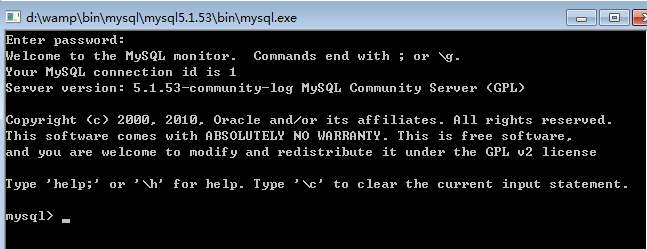 d:\wamp\bin\mysql\mysql5.1.53\bin\mysql.exe
Enter password:
Welcome to the MySQL monitor.  Commands end with ; or \g.
Your MySQL connection id is 1
Server version: 5.1.53-community-log MySQL Community Server (GPL)
Copyright (c) 2000, 2010, Oracle and/or its affiliates. All rights reserved.
This software comes with ABSOLUTELY NO WARRANTY. This is free software,
and you are welcome to modify and redistribute it under the GPL v2 license
Type 'help;' or '\h' for help. Type '\c' to clear the current input statement.
mysql> _